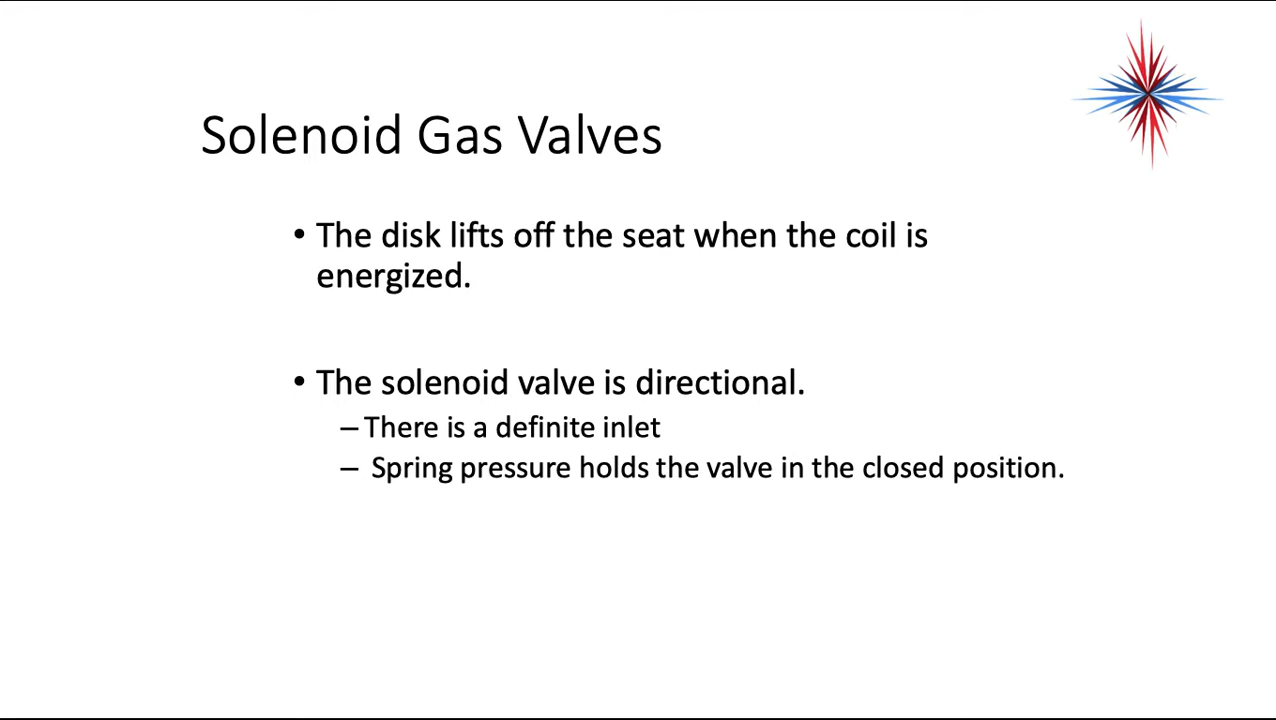 Solenoid Gas Valves
• The disk lifts off the seat when the coil is
energized.
• The solenoid valve is directional.
– There is a definite inlet
– Spring pressure holds the valve in the closed position.